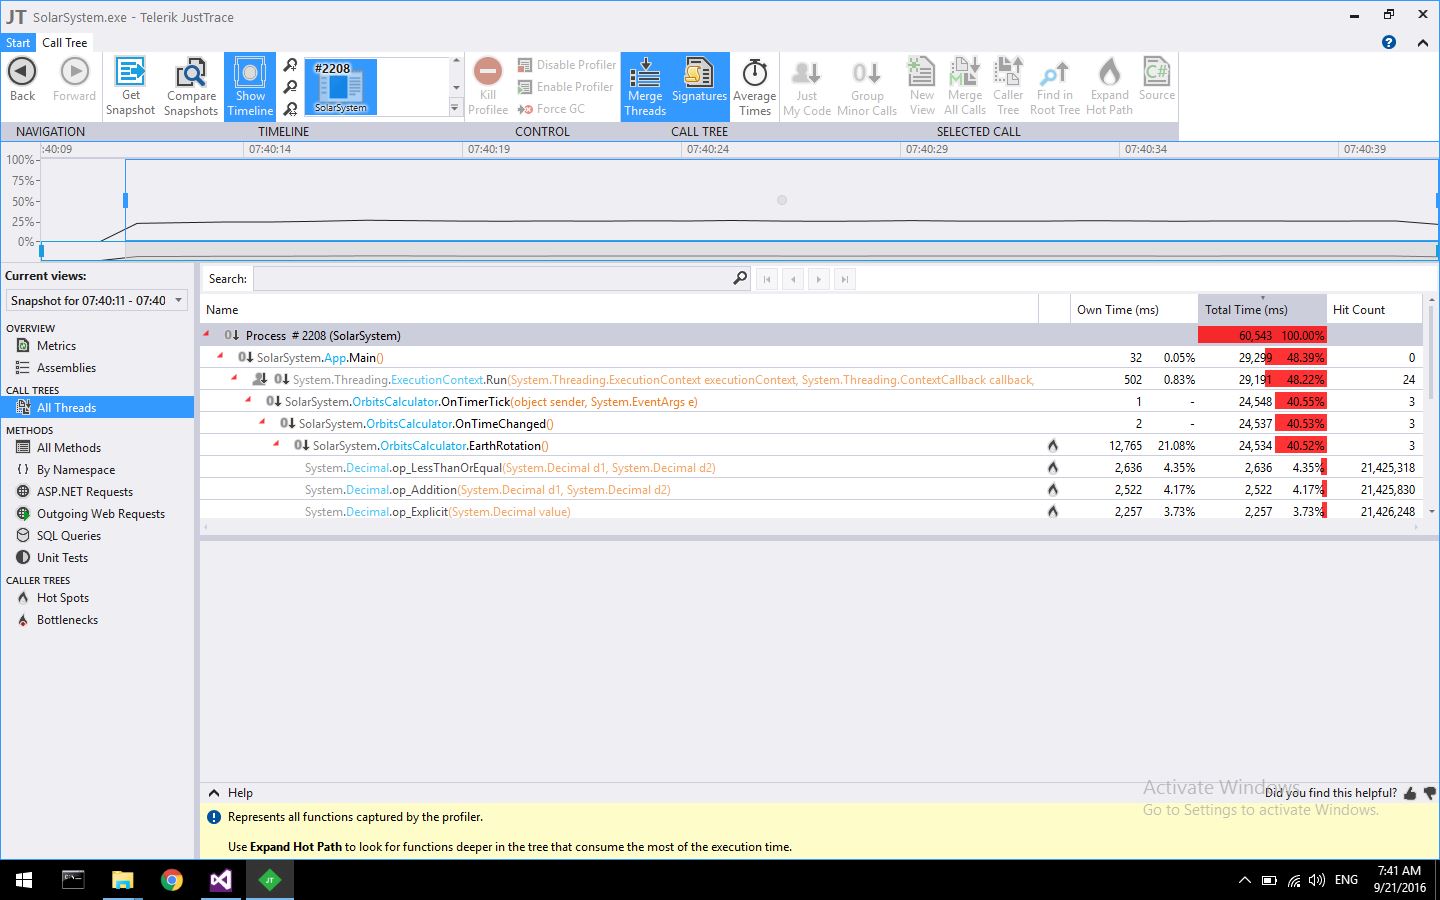 JT SolarSystem.exe - Telerik JustTrace
Start Call Tree
Back Forward Get Snapshot Compare Snapshots Show Timeline #2208 SolarSystem Kill Profilee Disable Profiler Enable Profiler Force GC Merge Threads Signatures Average Times Just My Code Group Minor Calls New View Merge All Calls Caller Tree Find in Root Tree Expand Hot Path C# Source
NAVIGATION TIMELINE CONTROL CALL TREE SELECTED CALL
:40:09 07:40:14 07:40:19 07:40:24 07:40:29 07:40:34 07:40:39
100%
75%
50%
25%
0%
Current views:
Snapshot for 07:40:11 - 07:40
OVERVIEW
Metrics
Assemblies
CALL TREES
All Threads
METHODS
All Methods
By Namespace
ASP.NET Requests
Outgoing Web Requests
SQL Queries
Unit Tests
CALLER TREES
Hot Spots
Bottlenecks
Search:
Name Own Time (ms) Total Time (ms) Hit Count
Process # 2208 (SolarSystem) 60,543 100.00%
SolarSystem.App.Main() 32 0.05% 29,299 48.39% 0
System.Threading.ExecutionContext.Run(System.Threading.ExecutionContext executionContext, System.Threading.ContextCallback callback, 502 0.83% 29,191 48.22% 24
SolarSystem.OrbitsCalculator.OnTimerTick(object sender, System.EventArgs e) 1 - 24,548 40.55% 3
SolarSystem.OrbitsCalculator.OnTimeChanged() 2 - 24,537 40.53% 3
SolarSystem.OrbitsCalculator.EarthRotation() 12,765 21.08% 24,534 40.52% 3
System.Decimal.op_LessThanOrEqual(System.Decimal d1, System.Decimal d2) 2,636 4.35% 2,636 4.35% 21,425,318
System.Decimal.op_Addition(System.Decimal d1, System.Decimal d2) 2,522 4.17% 2,522 4.17% 21,425,830
System.Decimal.op_Explicit(System.Decimal value) 2,257 3.73% 2,257 3.73% 21,426,248
Help
Did you find this helpful?
Activate Windows
Go to Settings to activate Windows.
Represents all functions captured by the profiler.
Use Expand Hot Path to look for functions deeper in the tree that consume the most of the execution time.
JT
ENG
7:41 AM
9/21/2016